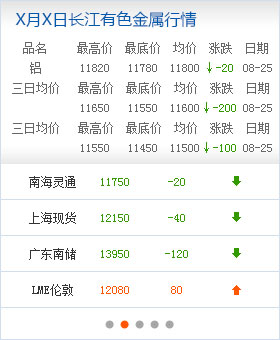 X月X日长江有色金属行情
品名 最高价 最底价 均价 涨跌 日期
铝 11820 11780 11800 ↓-20 08-25
三日均价 最高价 最底价 均价 涨跌 日期
11650 11550 11600 ↓-200 08-25
三日均价 最高价 最底价 均价 涨跌 日期
11550 11450 11500 ↓-100 08-25
南海灵通 11750 -20 ⬇
上海现货 12150 -40 ⬇
广东南储 13950 -120 ⬇
LME伦敦 12080 80 ⬆